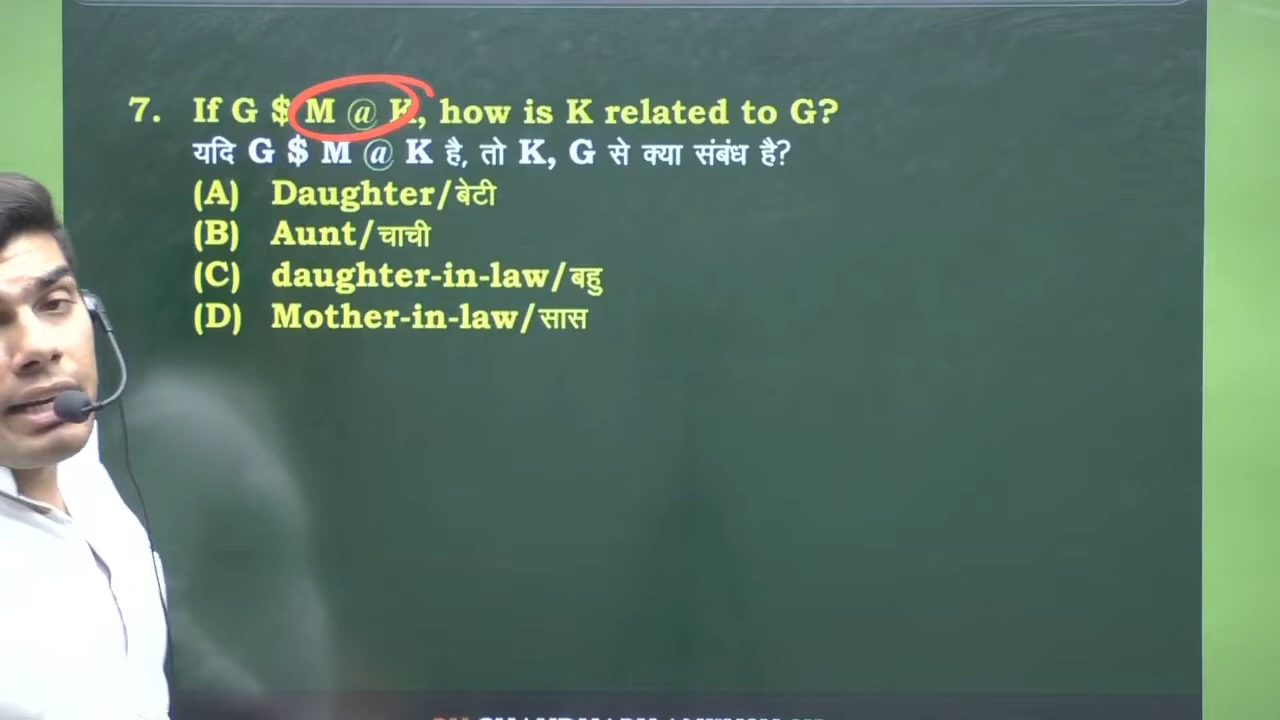 7. If G $ M @ K, how is K related to G?
यदि G $ M @ K है, तो K, G से क्या संबंध है?
(A) Daughter/बेटी
(B) Aunt/चाची
(C) daughter-in-law/बहु
(D) Mother-in-law/सास